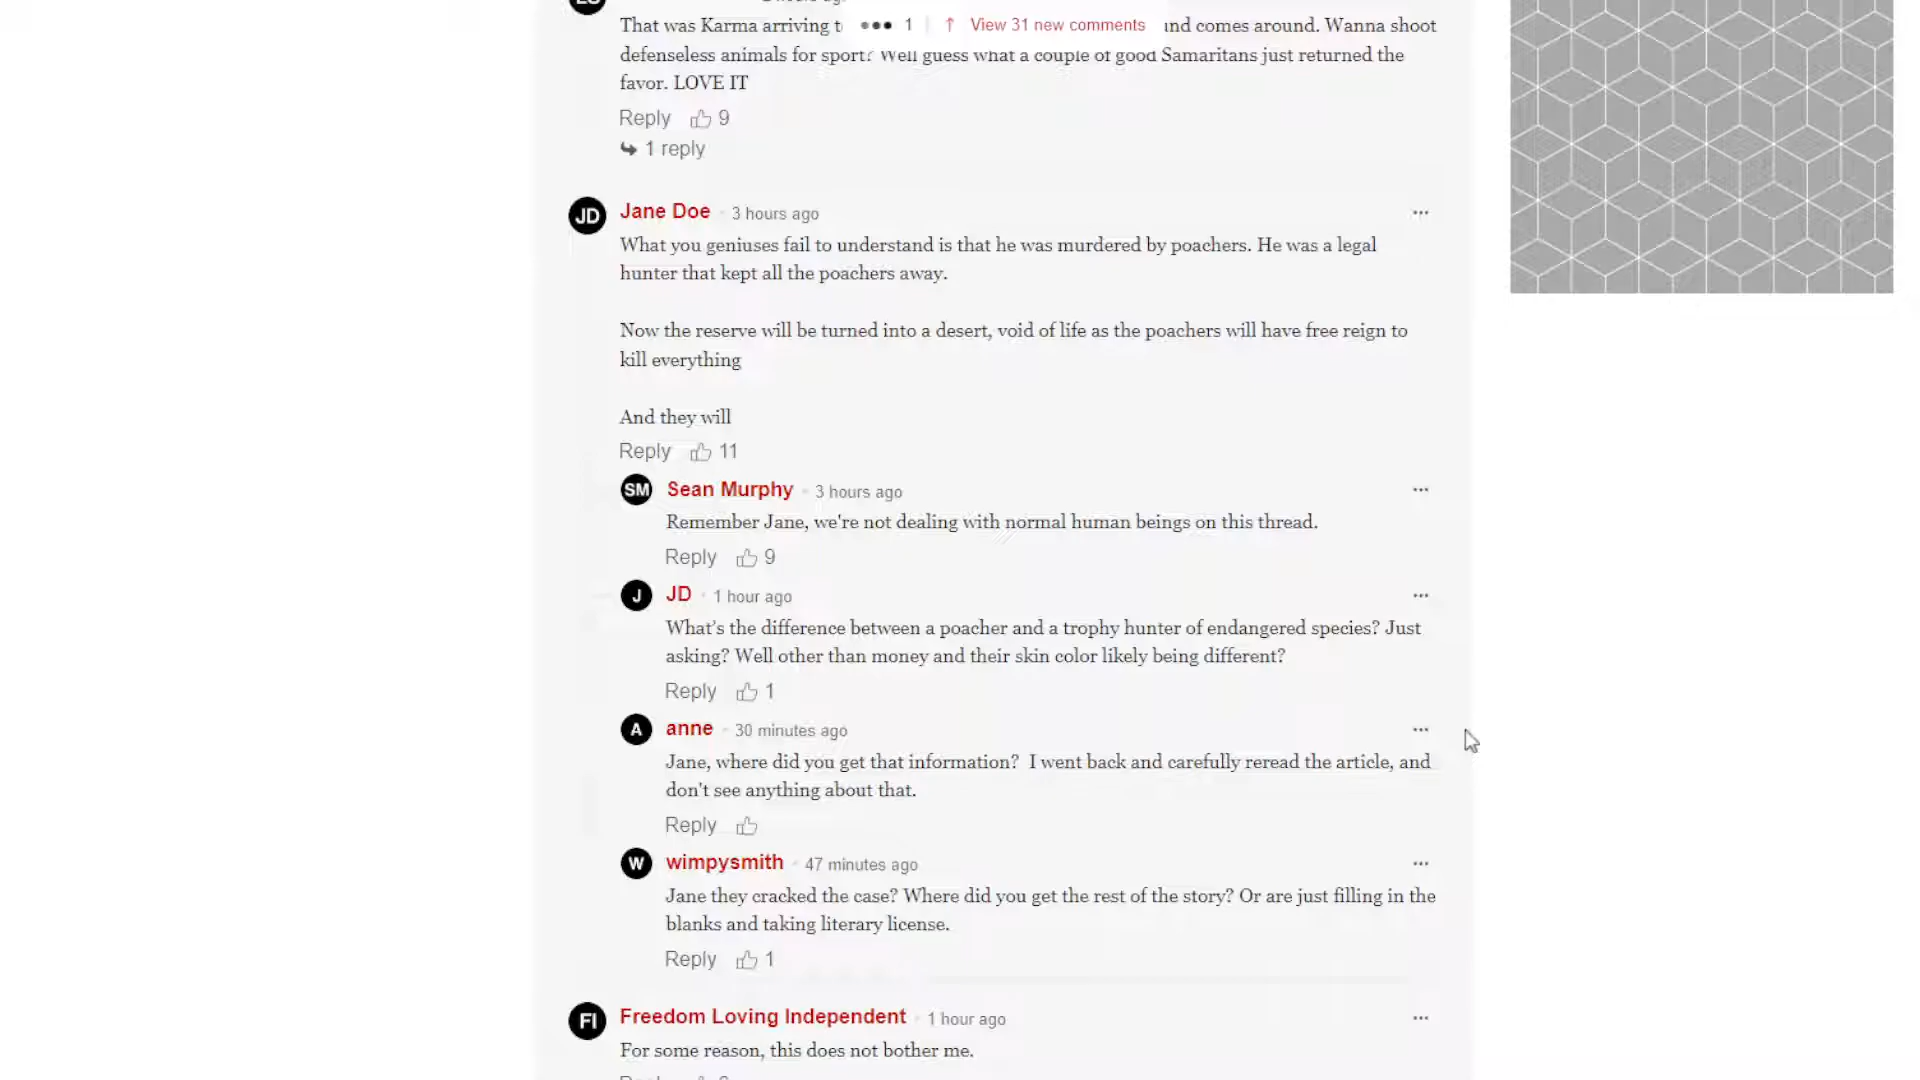 That was Karma arriving
1
View 31 new comments
and comes around. Wanna shoot
defenseless animals for sport? Well guess what a couple of good Samaritans just returned the
favor. LOVE IT
Reply 9
1 reply
JD Jane Doe · 3 hours ago
What you geniuses fail to understand is that he was murdered by poachers. He was a legal
hunter that kept all the poachers away.
Now the reserve will be turned into a desert, void of life as the poachers will have free reign to
kill everything
And they will
Reply 11
SM Sean Murphy · 3 hours ago
Remember Jane, we're not dealing with normal human beings on this thread.
Reply 9
J JD · 1 hour ago
What's the difference between a poacher and a trophy hunter of endangered species? Just
asking? Well other than money and their skin color likely being different?
Reply 1
A anne · 30 minutes ago
Jane, where did you get that information? I went back and carefully reread the article, and
don't see anything about that.
Reply
W wimpysmith · 47 minutes ago
Jane they cracked the case? Where did you get the rest of the story? Or are just filling in the
blanks and taking literary license.
Reply 1
FI Freedom Loving Independent · 1 hour ago
For some reason, this does not bother me.